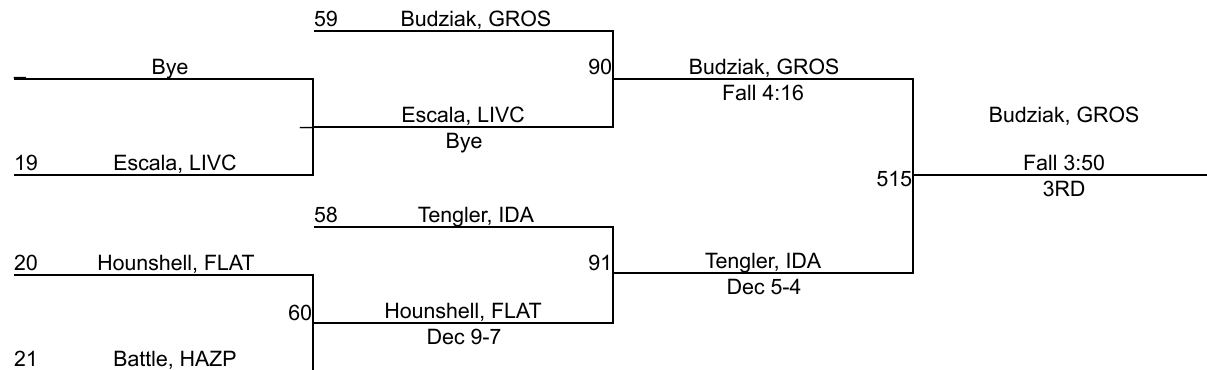 59 Budziak, GROS
Bye
90 Budziak, GROS
Fall 4:16
Escala, LIVC
Bye
Budziak, GROS
19 Escala, LIVC
Fall 3:50
515
3RD
58 Tengler, IDA
20 Hounshell, FLAT
91 Tengler, IDA
Dec 5-4
60 Hounshell, FLAT
Dec 9-7
21 Battle, HAZP